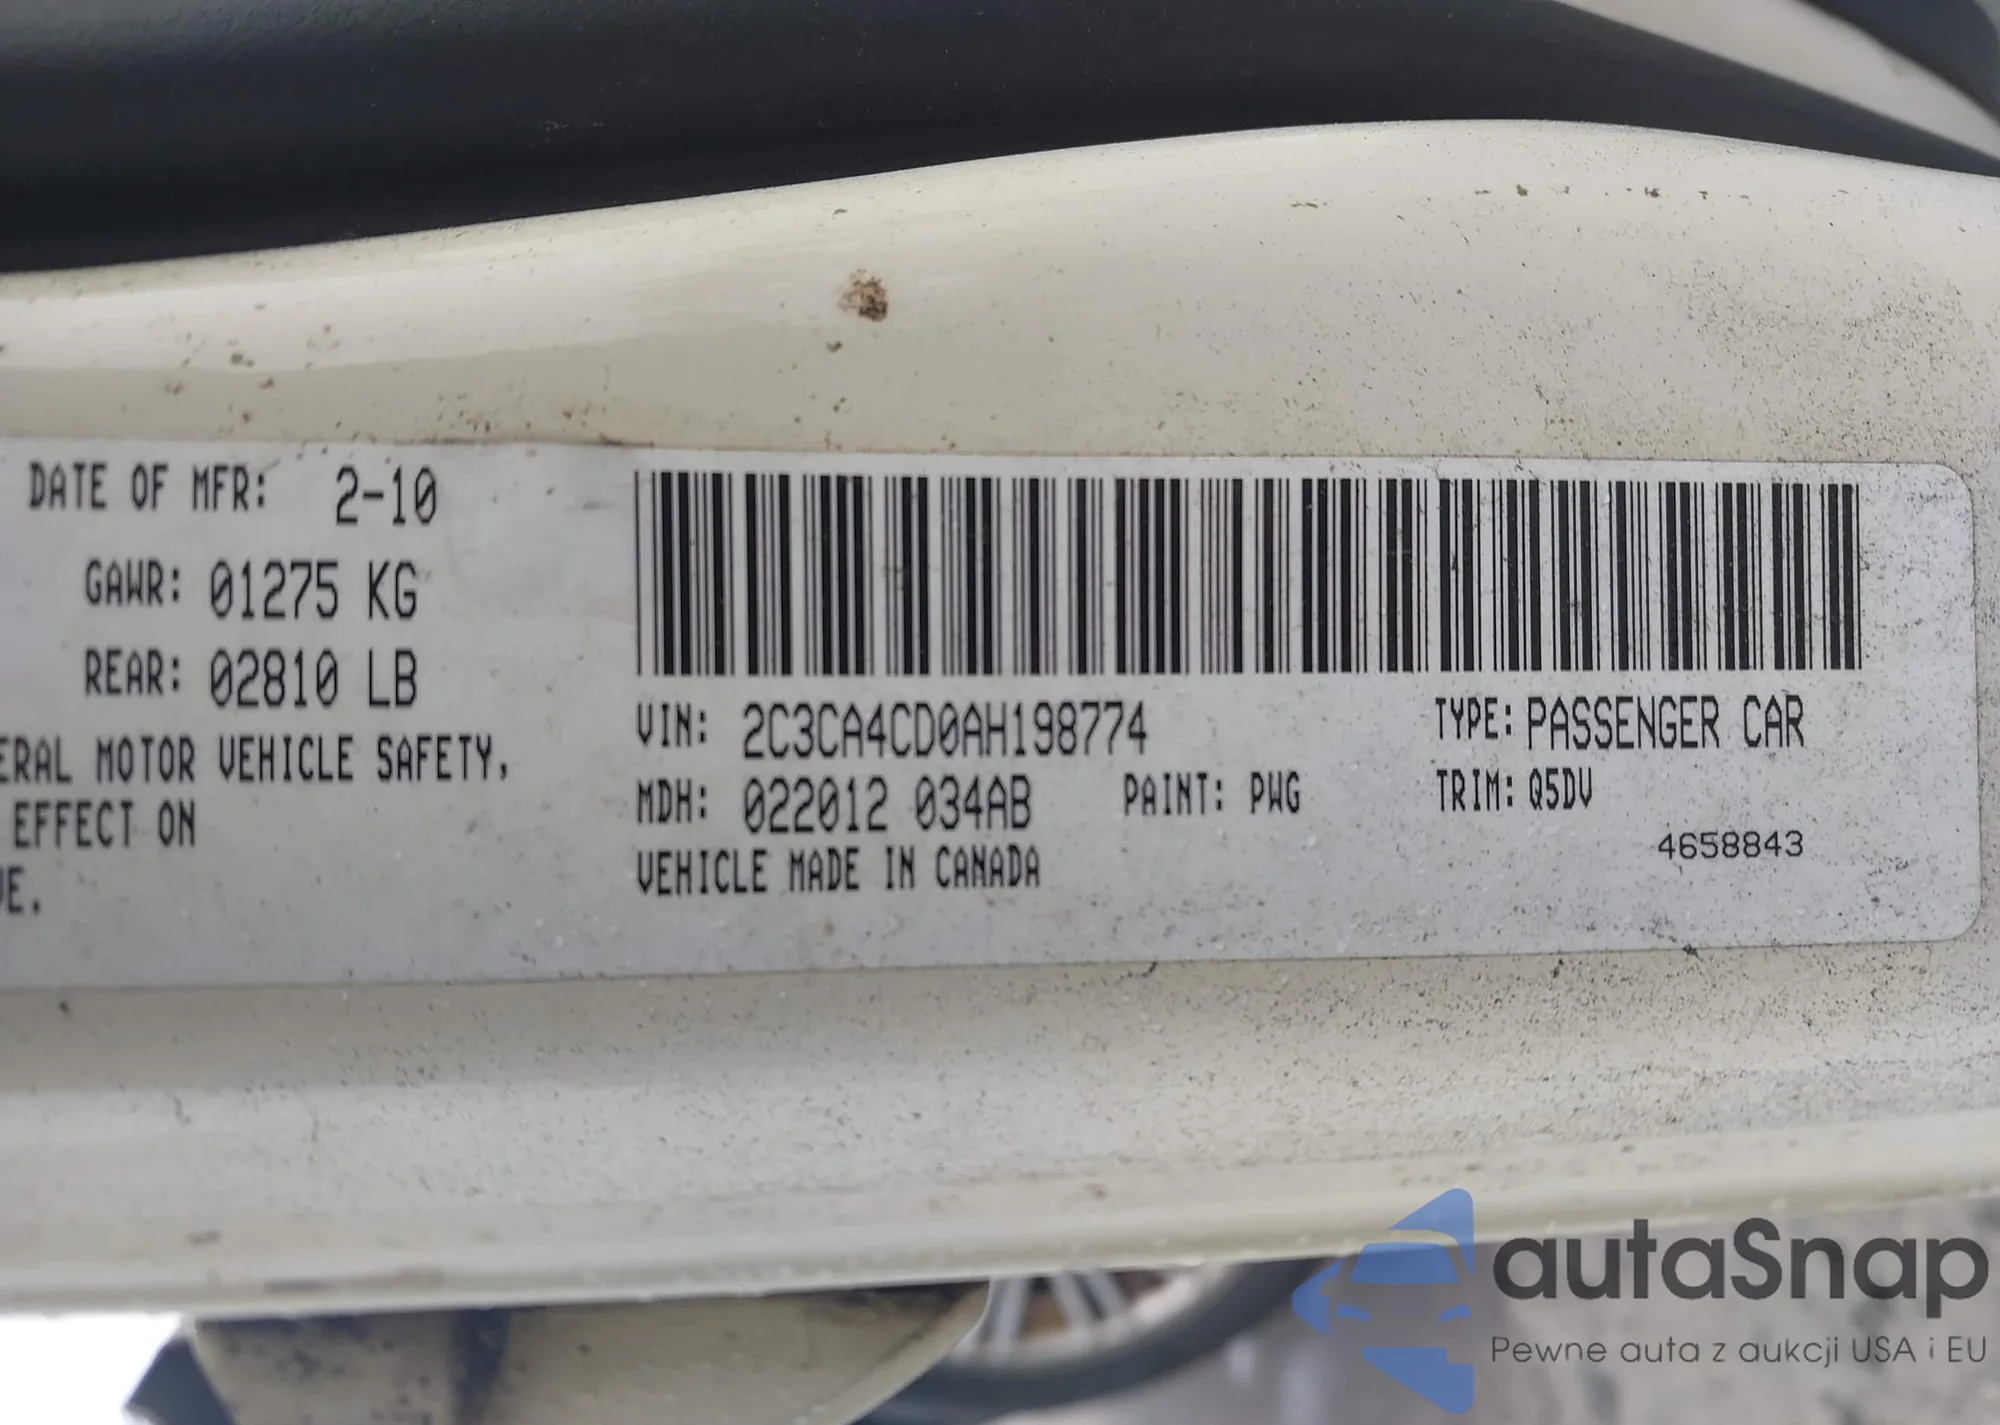 DATE OF MFR: 2-10
GAWR: 01275 KG
REAR: 02810 LB
ERAL MOTOR VEHICLE SAFETY,
EFFECT ON
E.
VIN: 2C3CA4CD0AH198774
TYPE: PASSENGER CAR
MDH: 022012 034AB
PAINT: PWG
TRIM: Q5DV
4658843
VEHICLE MADE IN CANADA
autaSnap
Pewne auta z aukcji USA i EU